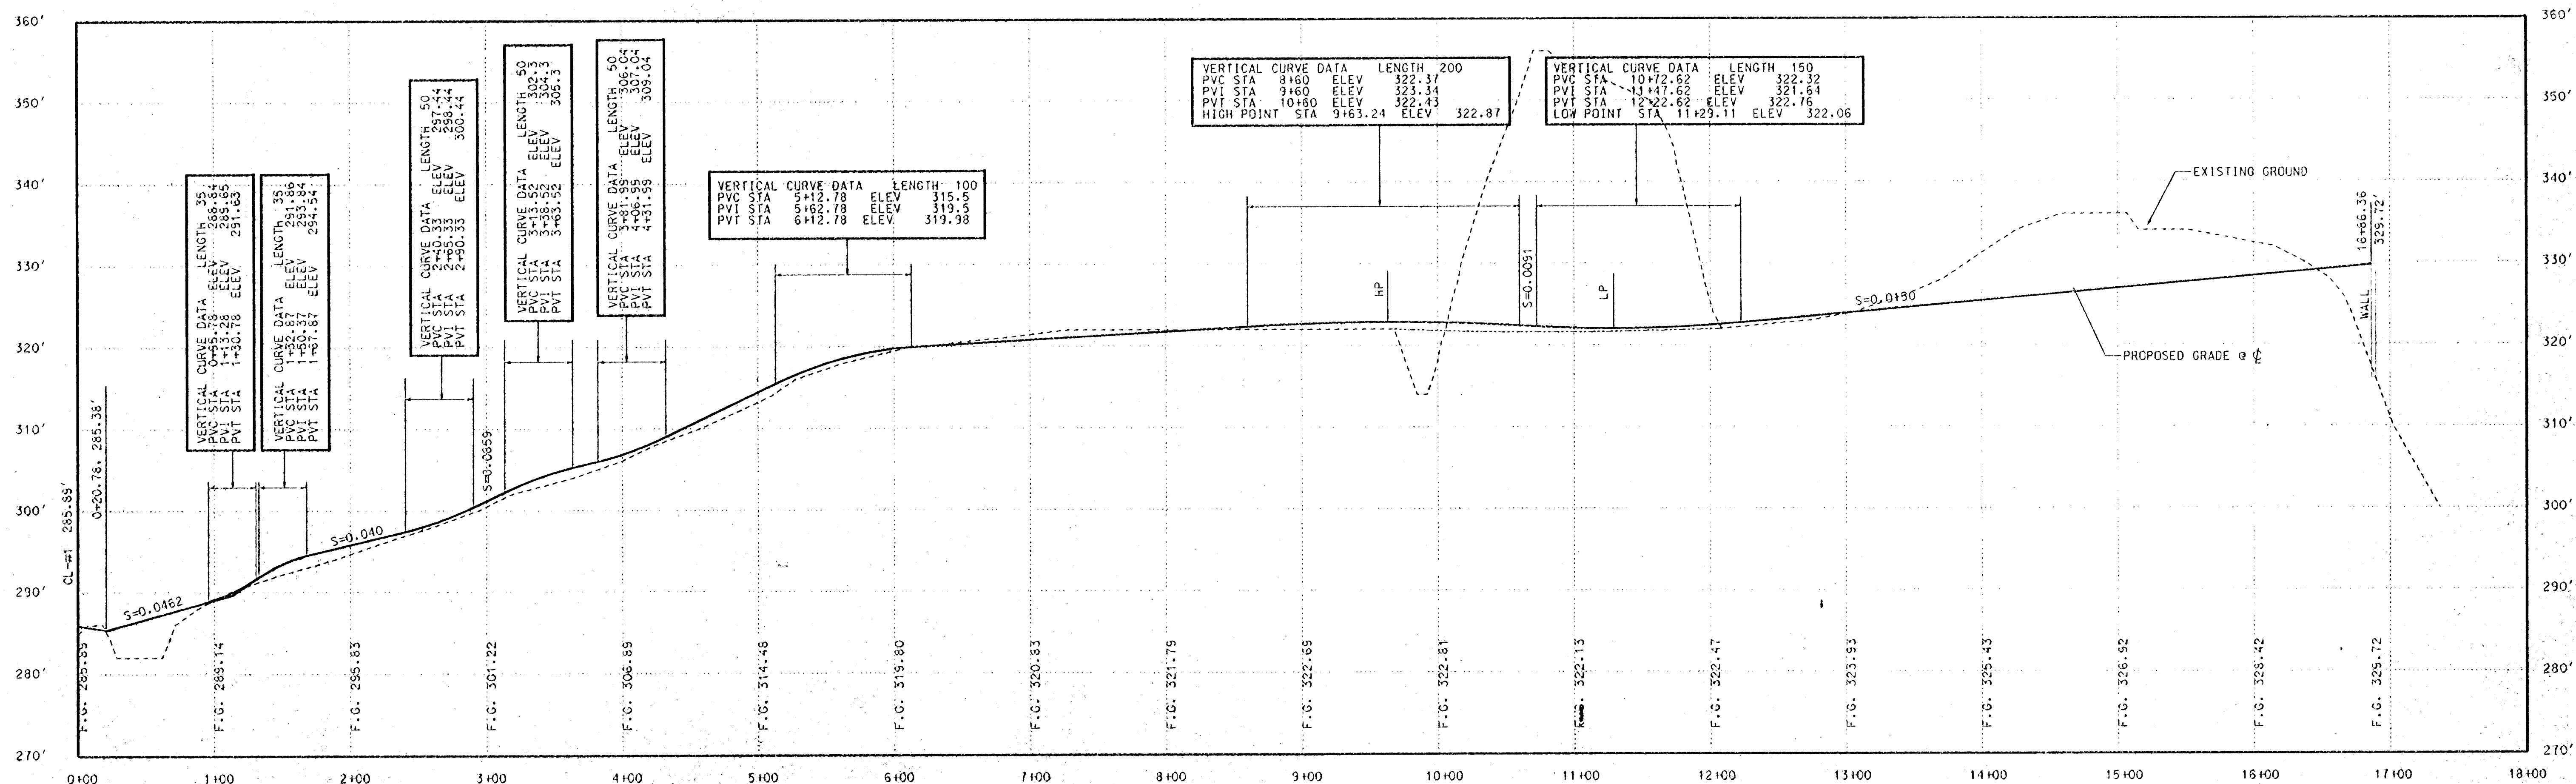 360'
350'
340'
330'
320'
310'
300'
290'
280'
270'
360'
350'
340'
330'
320'
310'
300'
290'
280'
270'
CL-#1 285.89'
0+20.78, 285.38'
S=0.0462
VERTICAL CURVE DATA LENGTH 35
PVC STA 0+95.78 ELEV 288.84
PVI STA 1+13.28 ELEV 289.65
PVT STA 1+30.78 ELEV 291.63
VERTICAL CURVE DATA LENGTH 35
PVC STA 1+32.87 ELEV 291.86
PVI STA 1+50.37 ELEV 293.84
PVT STA 1+67.87 ELEV 294.54
S=0.040
VERTICAL CURVE DATA LENGTH 50
PVC STA 2+40.33 ELEV 297.44
PVI STA 2+65.33 ELEV 298.44
PVT STA 2+90.33 ELEV 300.44
S=0.0859
VERTICAL CURVE DATA LENGTH 50
PVC STA 3+13.52 ELEV 302.3
PVI STA 3+38.52 ELEV 304.3
PVT STA 3+63.52 ELEV 305.3
VERTICAL CURVE DATA LENGTH 50
PVC STA 3+81.99 ELEV 306.04
PVI STA 4+06.99 ELEV 307.04
PVT STA 4+31.99 ELEV 309.04
VERTICAL CURVE DATA LENGTH 100
PVC STA 5+12.78 ELEV 315.5
PVI STA 5+62.78 ELEV 319.5
PVT STA 6+12.78 ELEV 319.98
VERTICAL CURVE DATA LENGTH 200
PVC STA 8+60 ELEV 322.37
PVI STA 9+60 ELEV 323.34
PVT STA 10+60 ELEV 322.43
HIGH POINT STA 9+63.24 ELEV 322.87
VERTICAL CURVE DATA LENGTH 150
PVC STA 10+72.62 ELEV 322.32
PVI STA 11+47.62 ELEV 321.64
PVT STA 12+22.62 ELEV 322.76
LOW POINT STA 11+29.11 ELEV 322.06
HP
S=0.0091
LP
S=0.0130
EXISTING GROUND
PROPOSED GRADE @ ℄
16+86.36
329.72'
WALL
F.G. 285.89
F.G. 289.14
F.G. 295.83
F.G. 301.22
F.G. 306.89
F.G. 314.48
F.G. 319.80
F.G. 320.83
F.G. 321.79
F.G. 322.69
F.G. 322.81
322.13
F.G. 322.47
F.G. 323.93
F.G. 325.43
F.G. 326.92
F.G. 328.42
F.G. 329.72
0+00 1+00 2+00 3+00 4+00 5+00 6+00 7+00 8+00 9+00 10+00 11+00 12+00 13+00 14+00 15+00 16+00 17+00 18+00